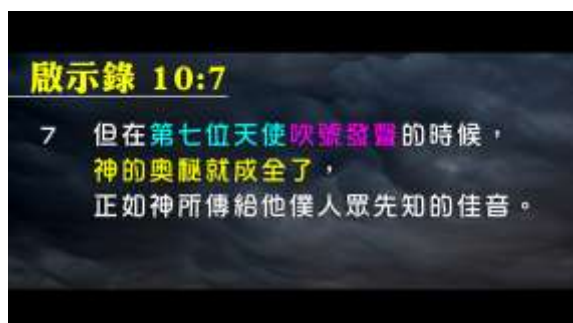 啟示錄 10:7
7 但在第七位天使吹號發聲的時候，
神的奧秘就成全了，
正如神所傳給他僕人眾先知的佳音。